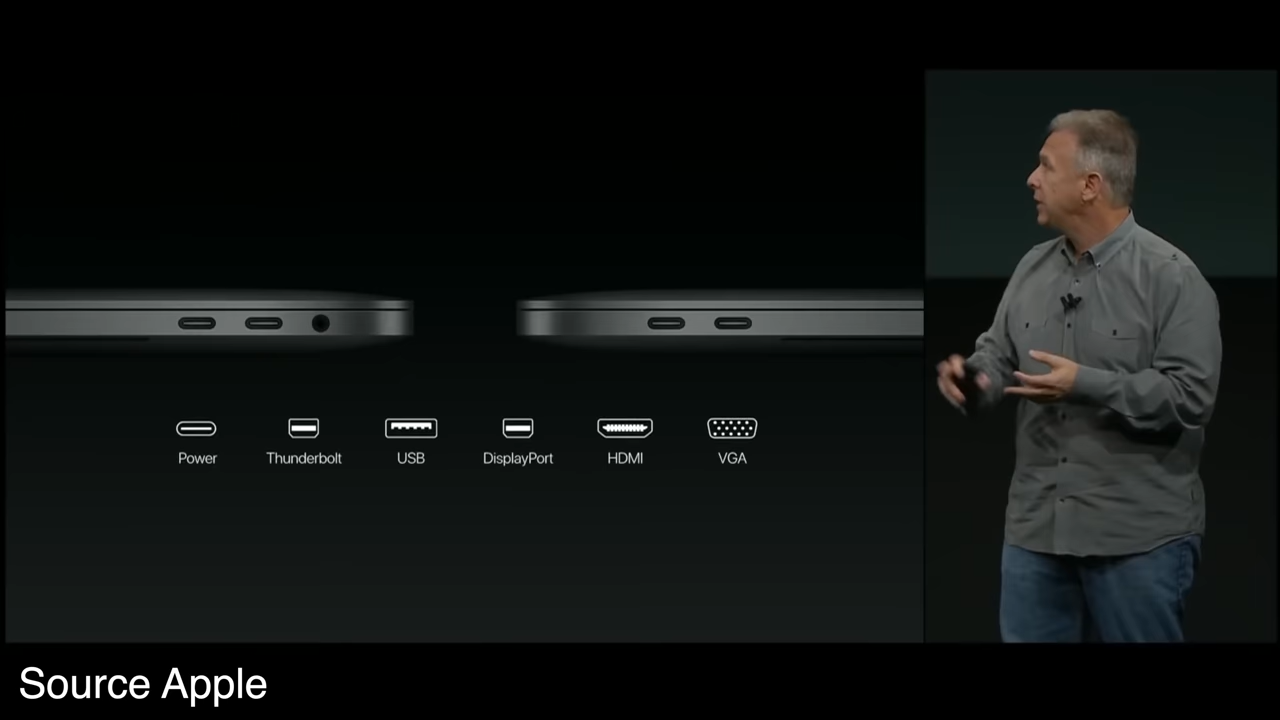 Power
Thunderbolt
USB
DisplayPort
HDMI
VGA
Source Apple